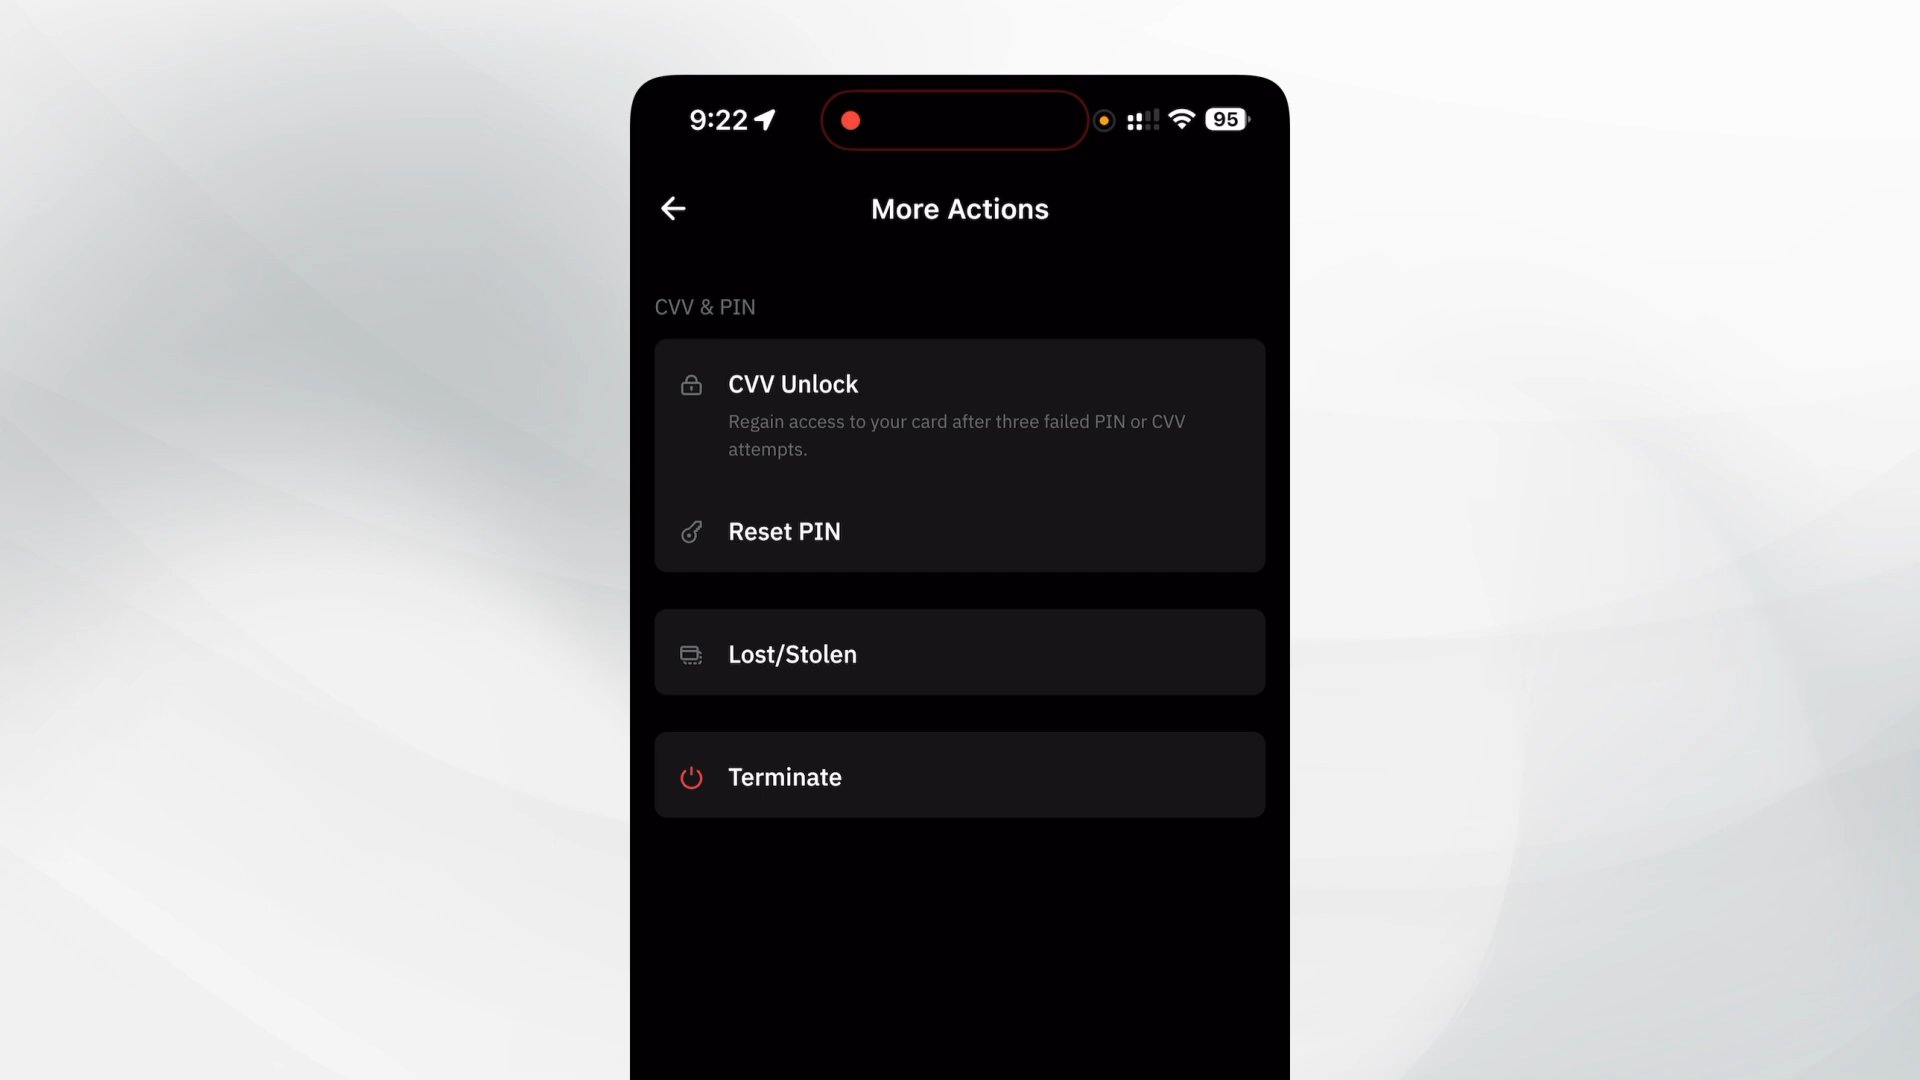 9:22
95
More Actions
CVV & PIN
CVV Unlock
Regain access to your card after three failed PIN or CVV
attempts.
Reset PIN
Lost/Stolen
Terminate